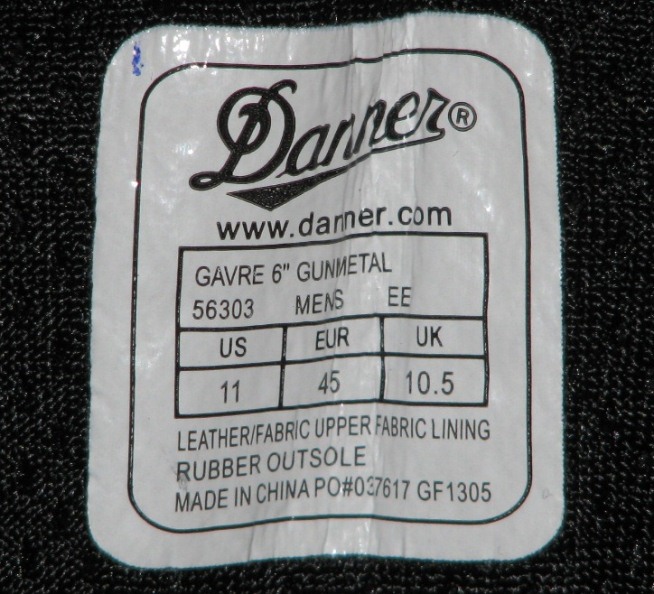 Danner®
www.danner.com
GAVRE 6" GUNMETAL
56303 MENS EE
US EUR UK
11 45 10.5
LEATHER/FABRIC UPPER FABRIC LINING
RUBBER OUTSOLE
MADE IN CHINA PO#037617 GF1305